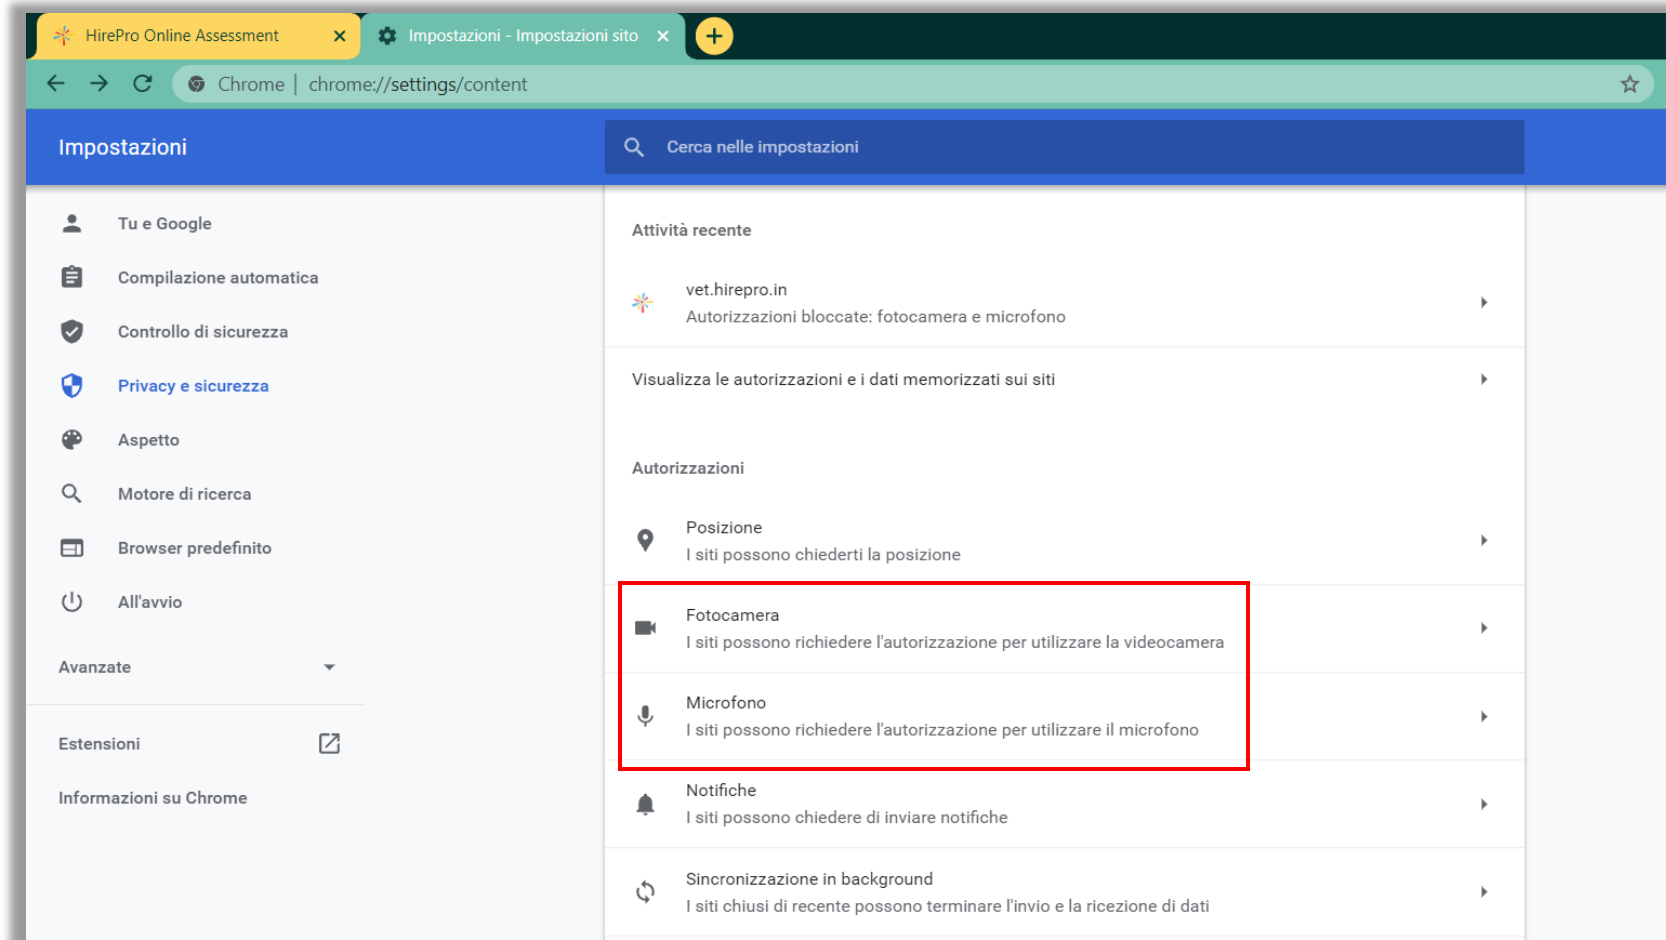 HirePro Online Assessment
Impostazioni - Impostazioni sito
Chrome | chrome://settings/content
Impostazioni
Cerca nelle impostazioni
Tu e Google
Compilazione automatica
Controllo di sicurezza
Privacy e sicurezza
Aspetto
Motore di ricerca
Browser predefinito
All'avvio
Avanzate
Estensioni
Informazioni su Chrome
Attività recente
vet.hirepro.in
Autorizzazioni bloccate: fotocamera e microfono
Visualizza le autorizzazioni e i dati memorizzati sui siti
Autorizzazioni
Posizione
I siti possono chiederti la posizione
Fotocamera
I siti possono richiedere l'autorizzazione per utilizzare la videocamera
Microfono
I siti possono richiedere l'autorizzazione per utilizzare il microfono
Notifiche
I siti possono chiedere di inviare notifiche
Sincronizzazione in background
I siti chiusi di recente possono terminare l'invio e la ricezione di dati